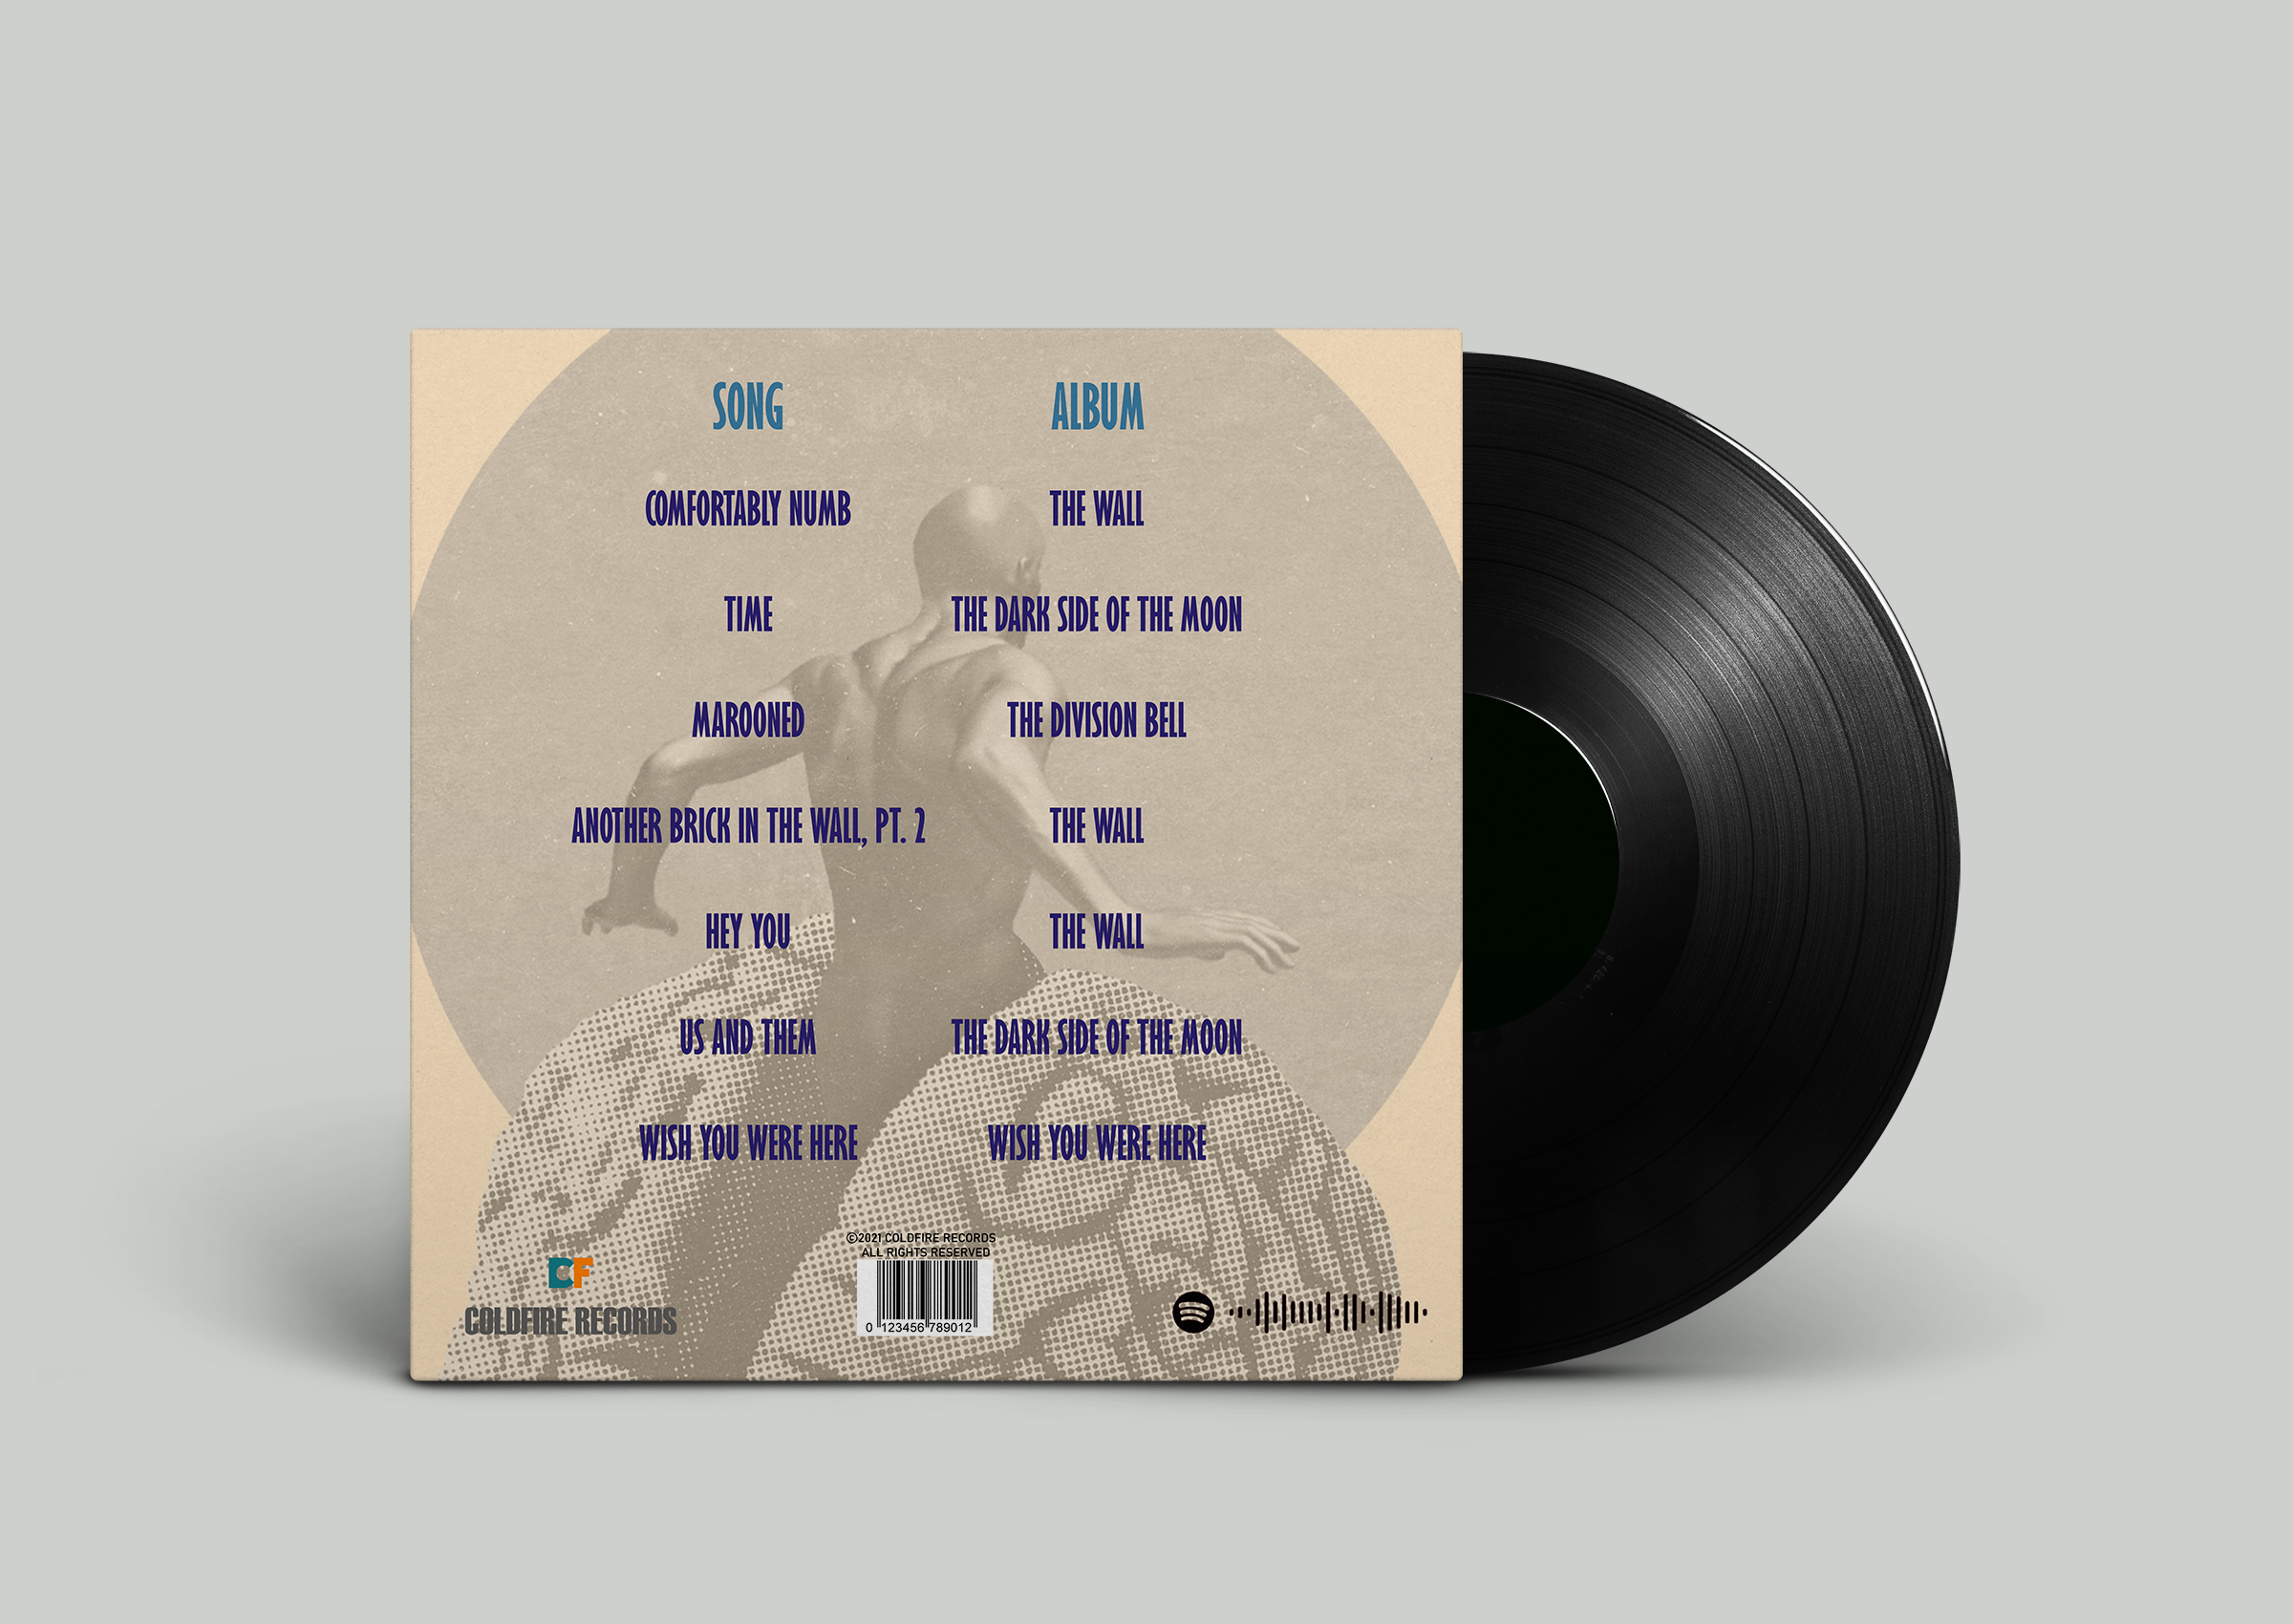 SONG ALBUM
COMFORTABLY NUMB THE WALL
TIME THE DARK SIDE OF THE MOON
MAROONED THE DIVISION BELL
ANOTHER BRICK IN THE WALL, PT. 2 THE WALL
HEY YOU THE WALL
US AND THEM THE DARK SIDE OF THE MOON
WISH YOU WERE HERE WISH YOU WERE HERE
©2021 COLDFIRE RECORDS
ALL RIGHTS RESERVED
CF
COLDFIRE RECORDS
0 123456 789012